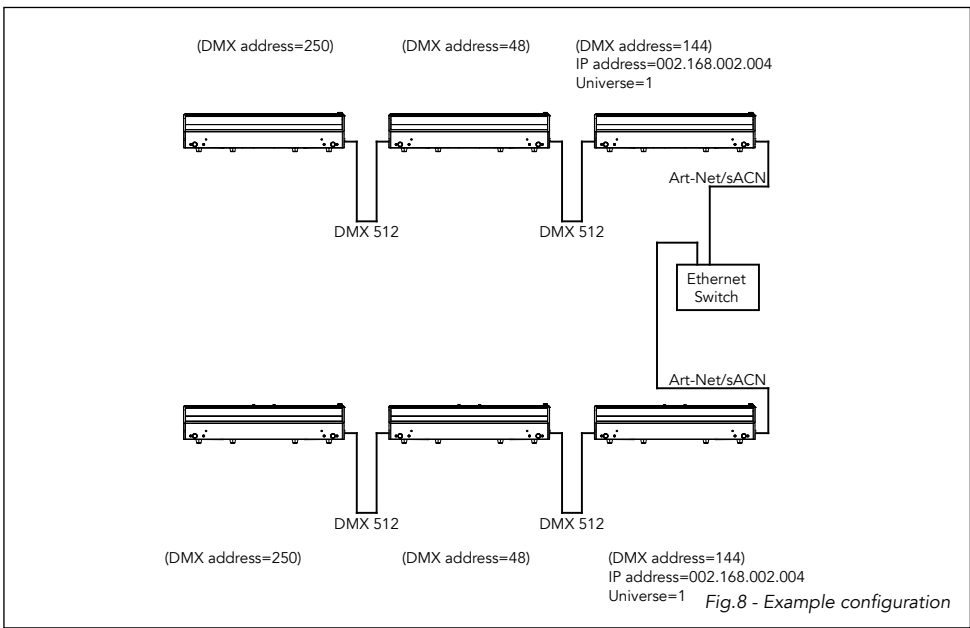 (DMX address=250)
(DMX address=48)
(DMX address=144)
IP address=002.168.002.004
Universe=1
Art-Net/sACN
DMX 512
DMX 512
Ethernet
Switch
Art-Net/sACN
DMX 512
DMX 512
(DMX address=250)
(DMX address=48)
(DMX address=144)
IP address=002.168.002.004
Universe=1
Fig.8 - Example configuration